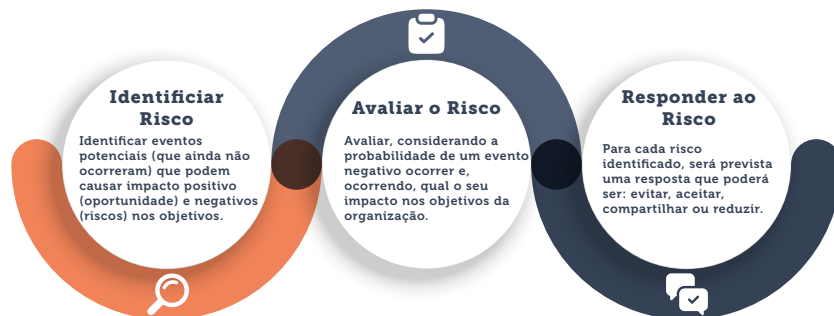 Identificiar
Risco
Identificar eventos
potenciais (que ainda não
ocorreram) que podem
causar impacto positivo
(oportunidade) e negativos
(riscos) nos objetivos.
Avaliar o Risco
Avaliar, considerando a
probabilidade de um evento
negativo ocorrer e,
ocorrendo, qual o seu
impacto nos objetivos da
organização.
Responder ao
Risco
Para cada risco
identificado, será prevista
uma resposta que poderá
ser: evitar, aceitar,
compartilhar ou reduzir.